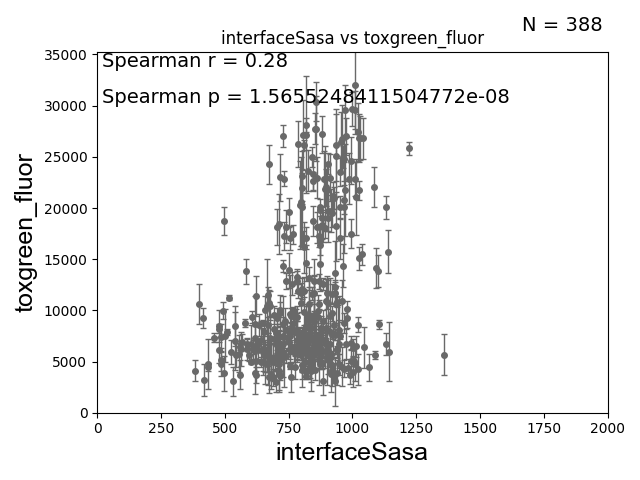 N = 388
interfaceSasa vs toxgreen_fluor
Spearman r = 0.28
Spearman p = 1.5655248411504772e-08
35000
30000
25000
20000
15000
10000
5000
0
toxgreen_fluor
0 250 500 750 1000 1250 1500 1750 2000
interfaceSasa